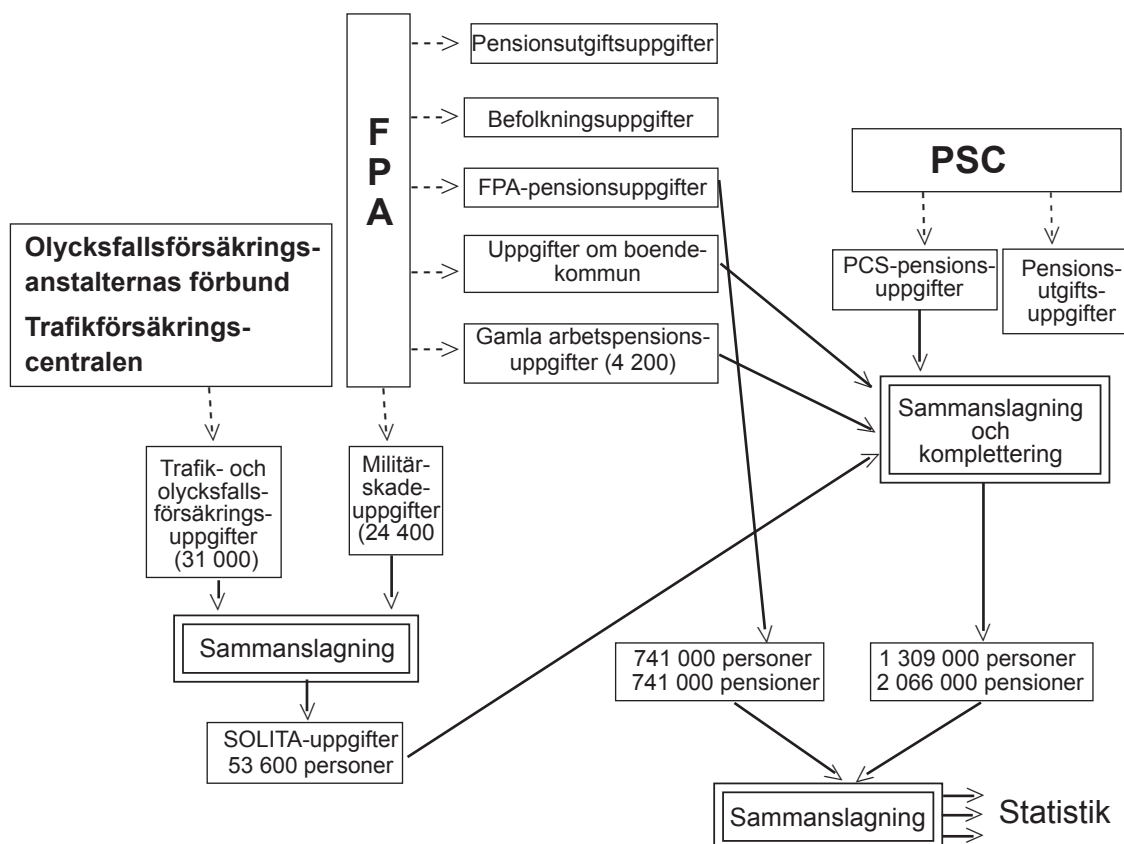 F
P
A
Pensionsutgiftsuppgifter
Befolkningsuppgifter
FPA-pensionsuppgifter
Uppgifter om boende-
kommun
Gamla arbetspensions-
uppgifter (4 200)
PSC
PCS-pensions-
uppgifter
Pensions-
utgifts-
uppgifter
Olycksfallsförsäkrings-
anstalternas förbund
Trafikförsäkrings-
centralen
Trafik- och
olycksfalls-
försäkrings-
uppgifter
(31 000)
Militär-
skade-
uppgifter
(24 400
Sammanslagning
och
komplettering
Sammanslagning
SOLITA-uppgifter
53 600 personer
741 000 personer
741 000 pensioner
1 309 000 personer
2 066 000 pensioner
Sammanslagning
Statistik